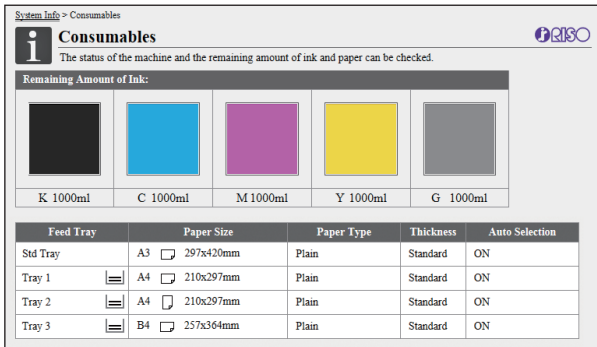 System Info > Consumables
i Consumables RISO
The status of the machine and the remaining amount of ink and paper can be checked.
Remaining Amount of Ink:
K 1000ml C 1000ml M 1000ml Y 1000ml G 1000ml
Feed Tray Paper Size Paper Type Thickness Auto Selection
Std Tray A3 297x420mm Plain Standard ON
Tray 1 A4 210x297mm Plain Standard ON
Tray 2 A4 210x297mm Plain Standard ON
Tray 3 B4 257x364mm Plain Standard ON